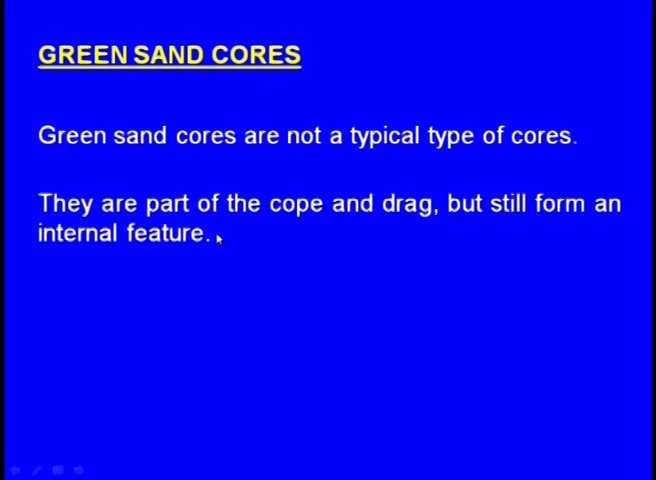 GREEN SAND CORES
Green sand cores are not a typical type of cores.
They are part of the cope and drag, but still form an
internal feature.